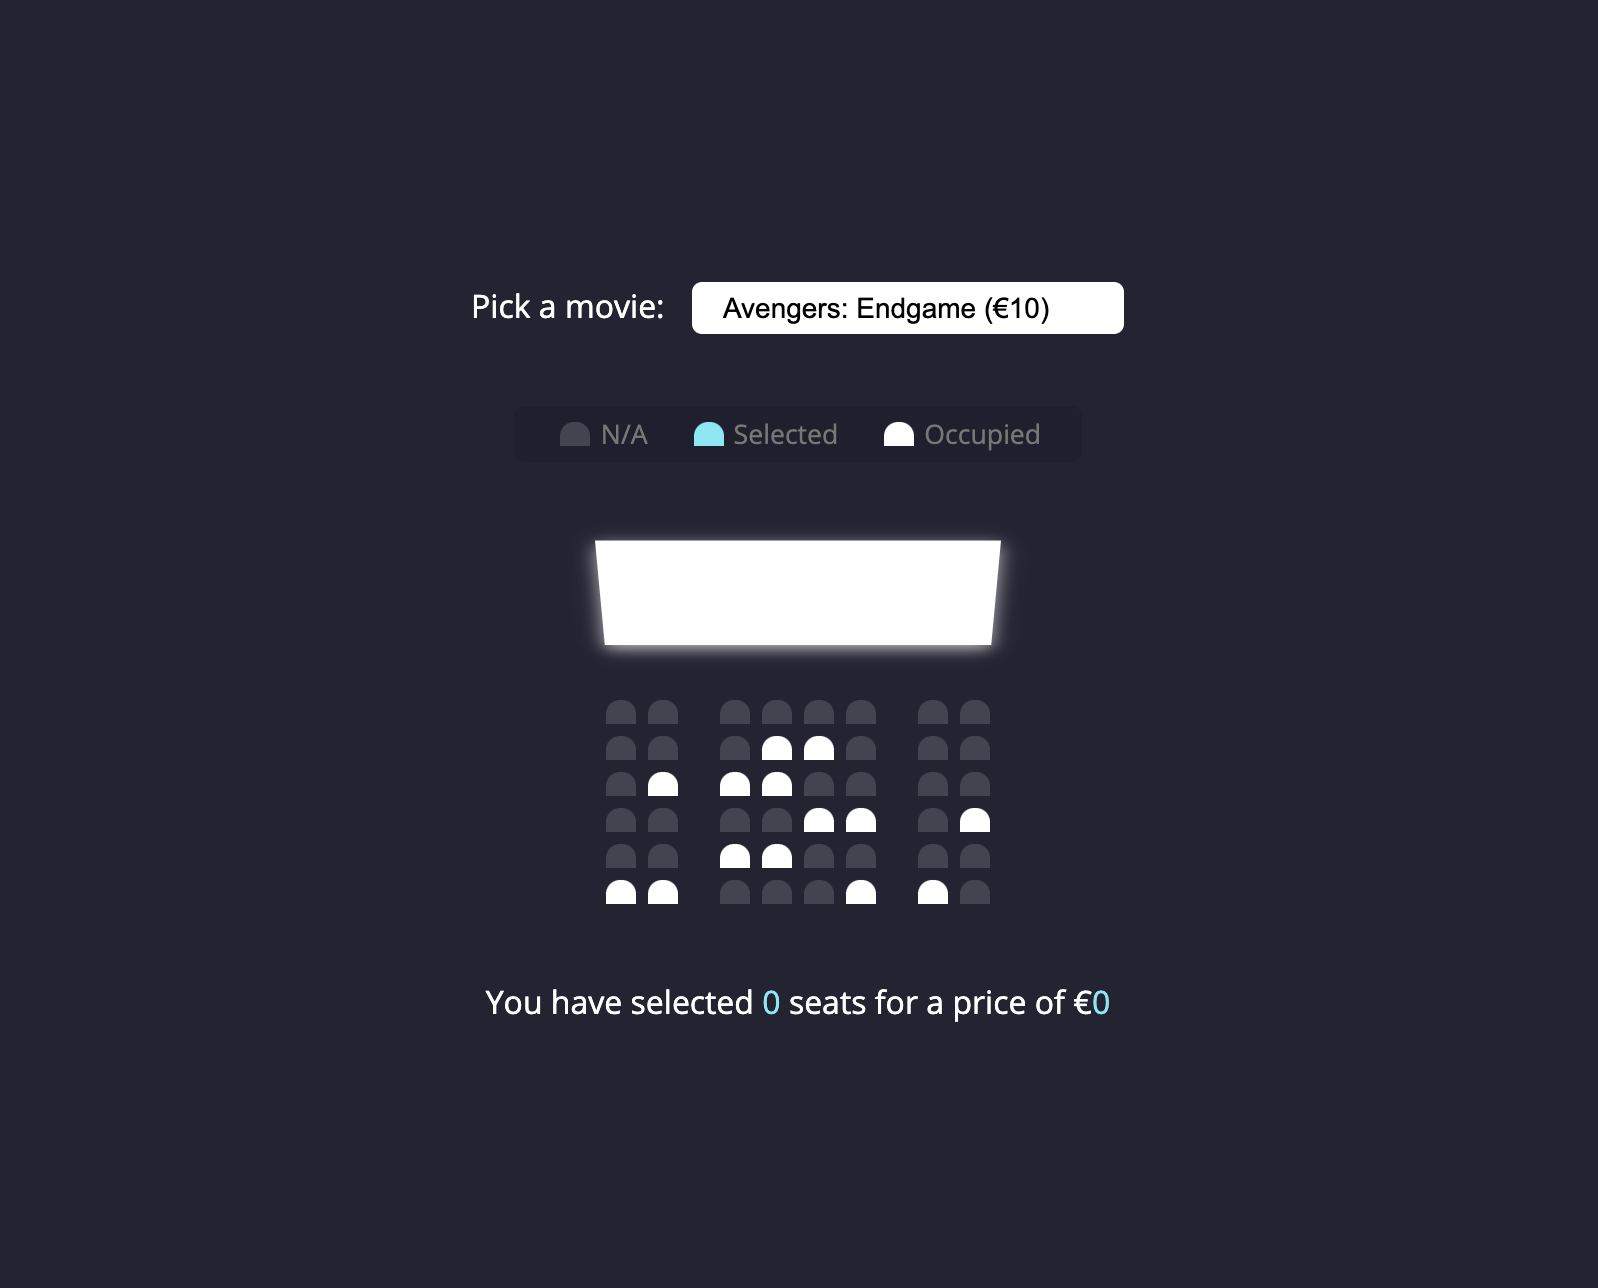 Pick a movie: Avengers: Endgame (€10)
N/A Selected Occupied
You have selected 0 seats for a price of €0